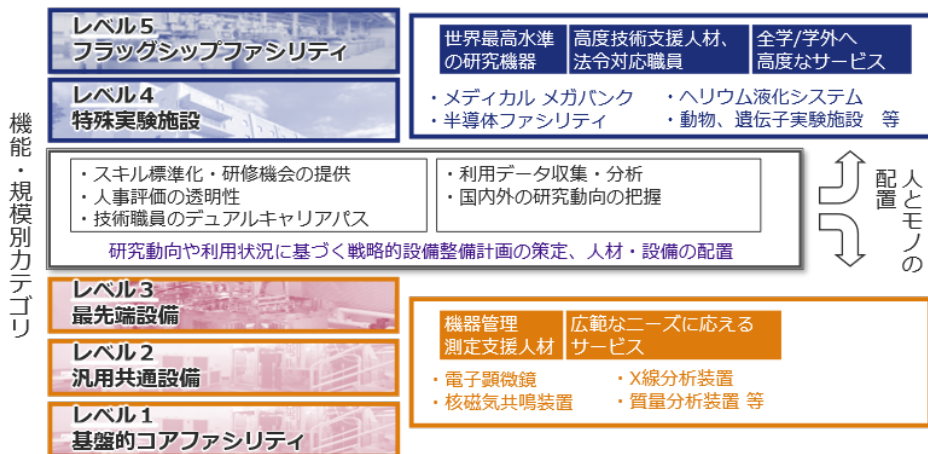 機能・規模別カテゴリ
レベル5
フラッグシップファシリティ
レベル4
特殊実験施設
世界最高水準
の研究機器
高度技術支援人材、
法令対応職員
全学/学外へ
高度なサービス
・メディカル メガバンク
・ヘリウム液化システム
・半導体ファシリティ
・動物、遺伝子実験施設 等
・スキル標準化・研修機会の提供
・人事評価の透明性
・技術職員のデュアルキャリアパス
・利用データ収集・分析
・国内外の研究動向の把握
研究動向や利用状況に基づく戦略的設備整備計画の策定、人材・設備の配置
人とモノの
配置
レベル3
最先端設備
レベル2
汎用共通設備
レベル1
基盤的コアファシリティ
機器管理
測定支援人材
広範なニーズに応える
サービス
・電子顕微鏡
・X線分析装置
・核磁気共鳴装置
・質量分析装置 等